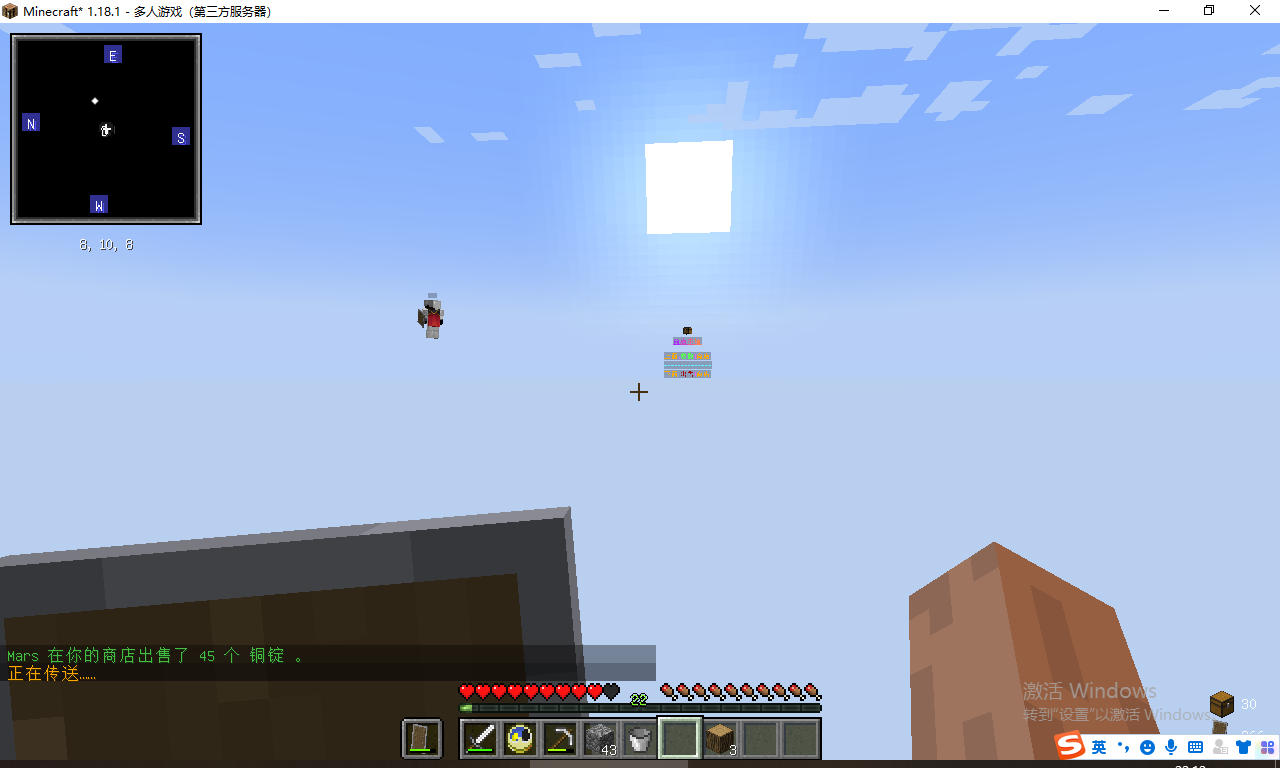 Minecraft* 1.18.1 - 多人游戏（第三方服务器）
E
N
S
W
8, 10, 8
Mars 在你的商店出售了 45 个 铜锭 。
正在传送……
22
43
3
30
激活 Windows
转到"设置"以激活 Windows。
英